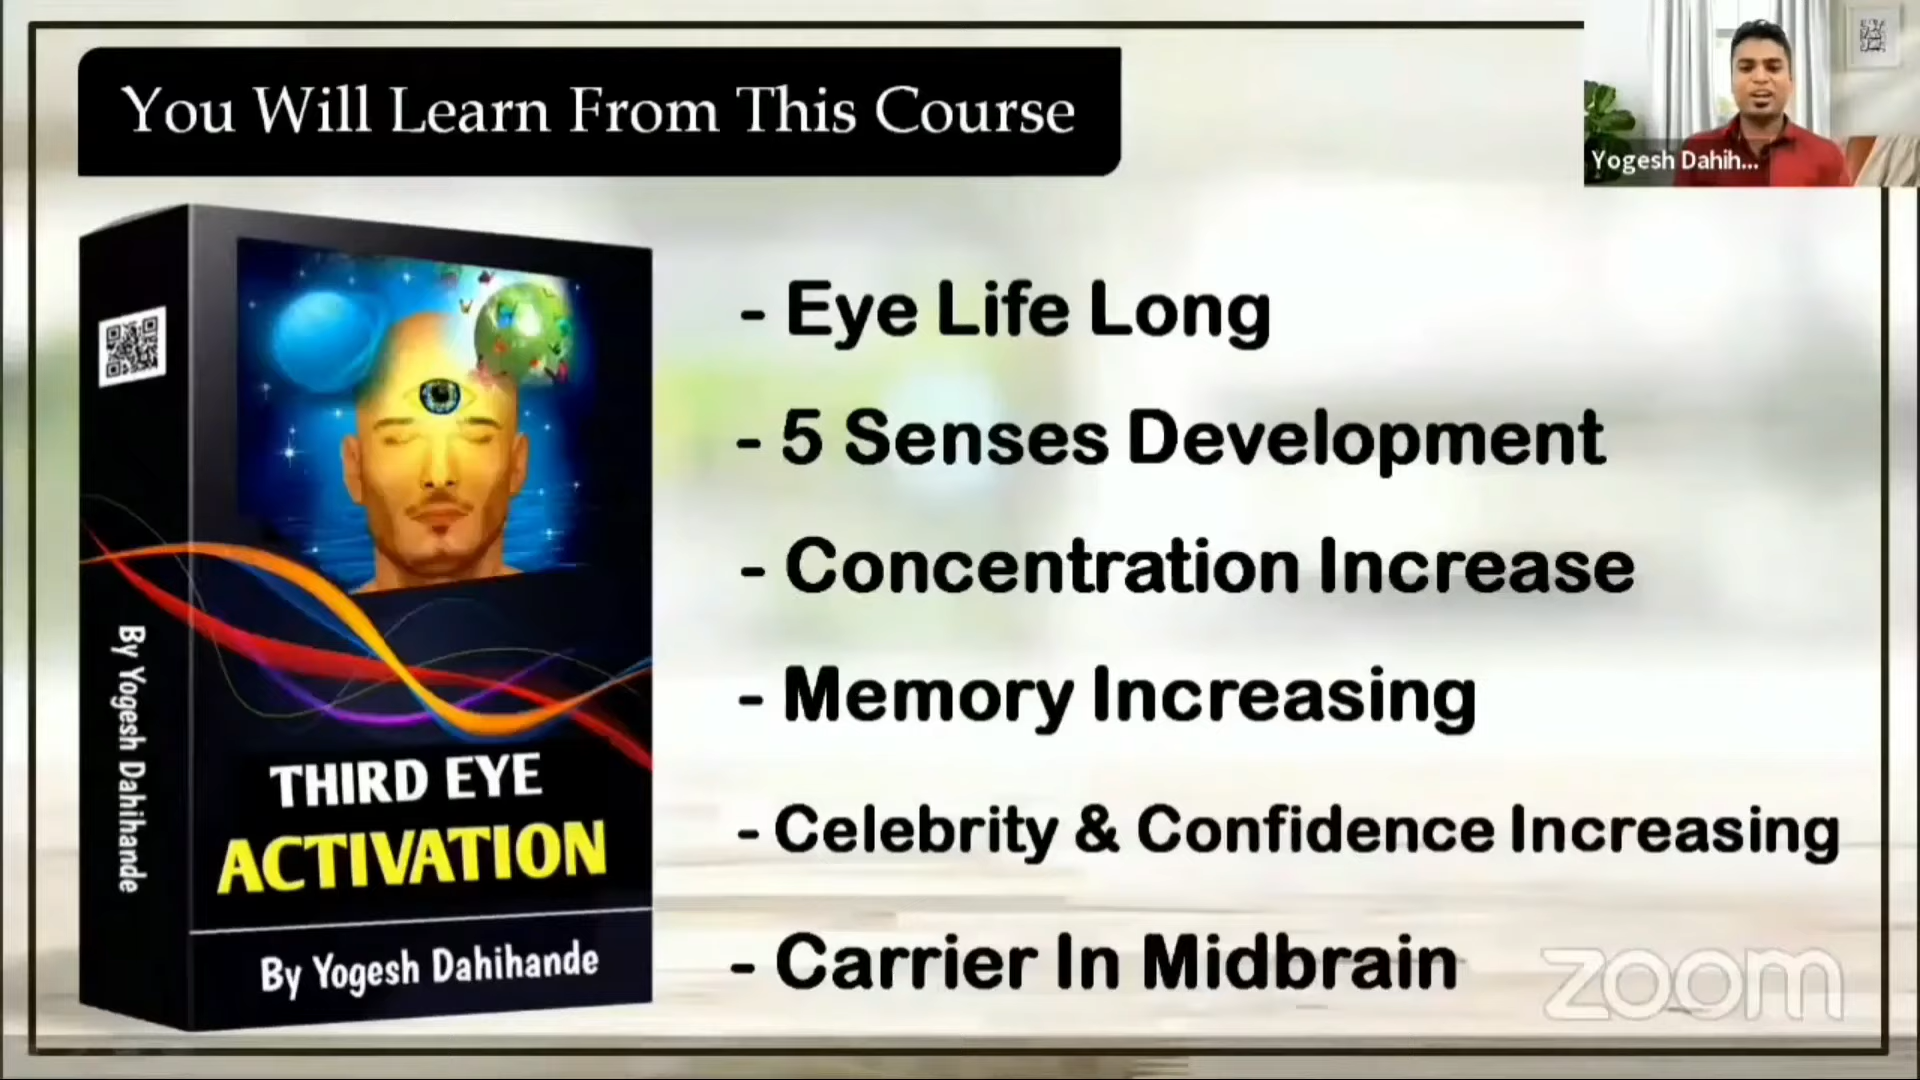 You Will Learn From This Course
Yogesh Dahih...
- Eye Life Long
- 5 Senses Development
- Concentration Increase
- Memory Increasing
- Celebrity & Confidence Increasing
- Carrier In Midbrain
By Yogesh Dahihande
THIRD EYE
ACTIVATION
By Yogesh Dahihande
zoom